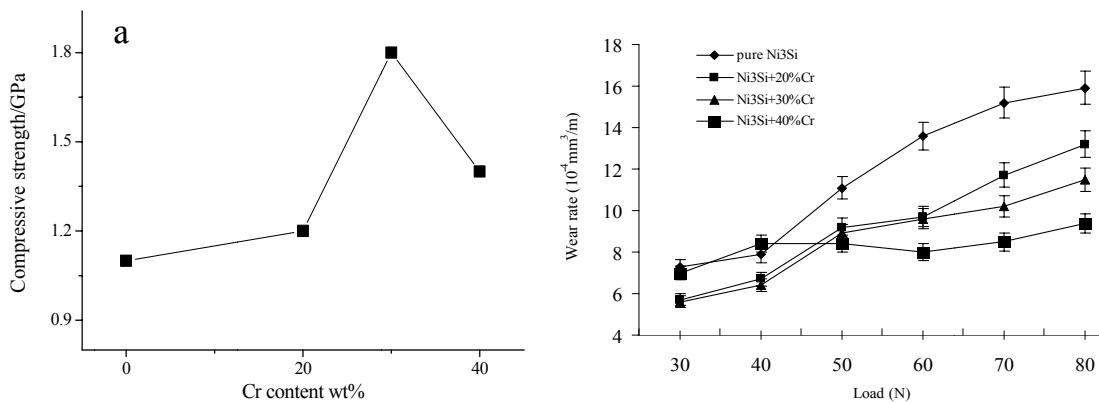 a
1.8
1.5
1.2
0.9
Compressive strength/GPa
0
20
40
Cr content wt%
18
16
14
12
10
8
6
4
Wear rate (10⁻⁴mm³/m)
pure Ni3Si
Ni3Si+20%Cr
Ni3Si+30%Cr
Ni3Si+40%Cr
30 40 50 60 70 80
Load (N)